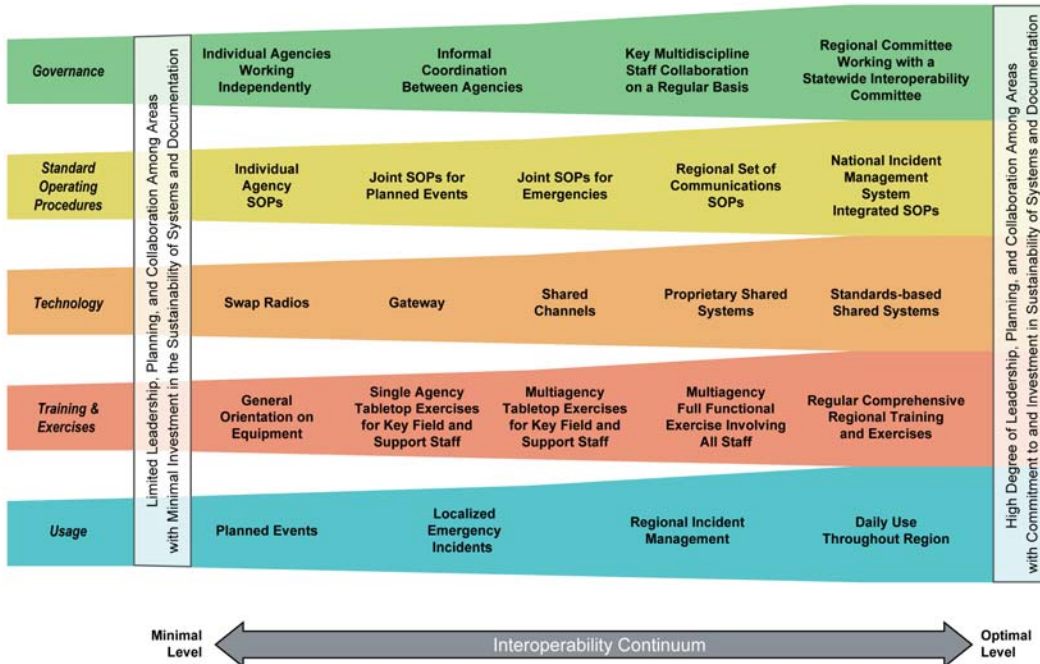 Governance
Limited Leadership, Planning, and Collaboration Among Areas
with Minimal Investment in the Sustainability of Systems and Documentation
Individual Agencies
Working
Independently
Informal
Coordination
Between Agencies
Key Multidiscipline
Staff Collaboration
on a Regular Basis
Regional Committee
Working with a
Statewide Interoperability
Committee
High Degree of Leadership, Planning, and Collaboration Among Areas
with Commitment to and Investment in Sustainability of Systems and Documentation
Standard
Operating
Procedures
Individual
Agency
SOPs
Joint SOPs for
Planned Events
Joint SOPs for
Emergencies
Regional Set of
Communications
SOPs
National Incident
Management
System
Integrated SOPs
Technology
Swap Radios
Gateway
Shared
Channels
Proprietary Shared
Systems
Standards-based
Shared Systems
Training &
Exercises
General
Orientation on
Equipment
Single Agency
Tabletop Exercises
for Key Field and
Support Staff
Multiagency
Tabletop Exercises
for Key Field and
Support Staff
Multiagency
Full Functional
Exercise Involving
All Staff
Regular Comprehensive
Regional Training
and Exercises
Usage
Planned Events
Localized
Emergency
Incidents
Regional Incident
Management
Daily Use
Throughout Region
Minimal
Level
Interoperability Continuum
Optimal
Level